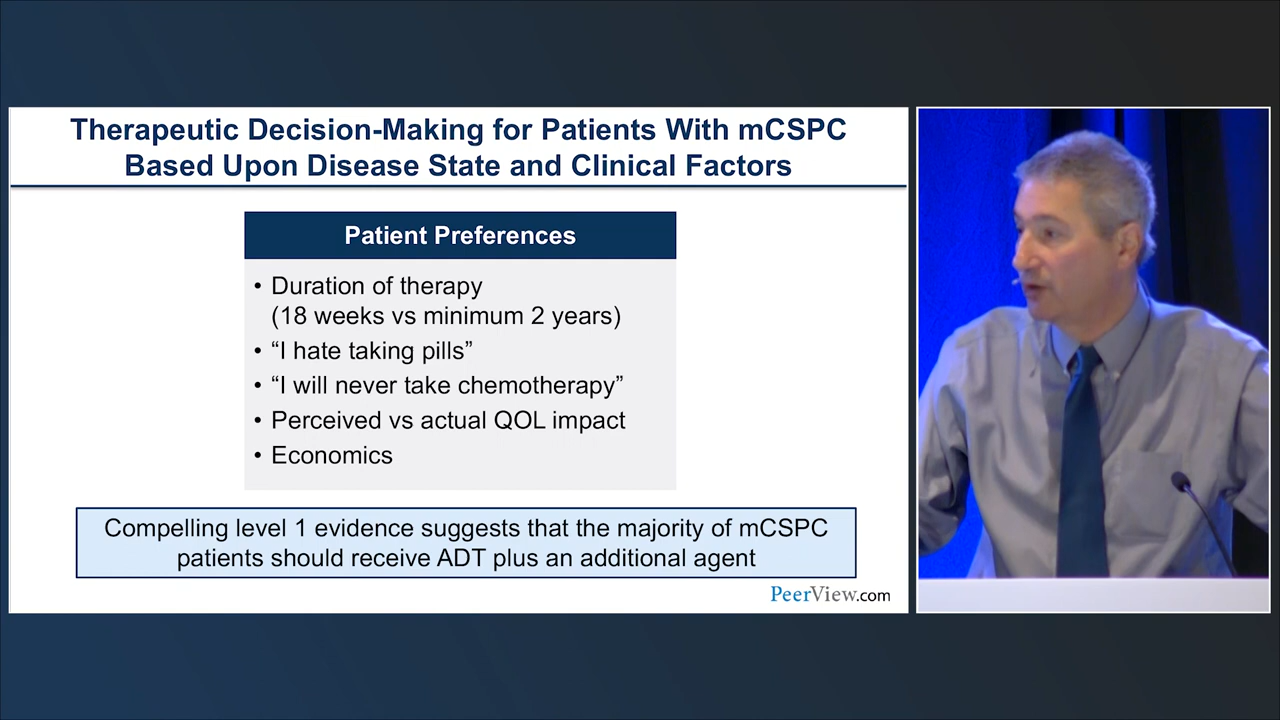 Therapeutic Decision-Making for Patients With mCSPC
Based Upon Disease State and Clinical Factors
Patient Preferences
• Duration of therapy
(18 weeks vs minimum 2 years)
• “I hate taking pills”
• “I will never take chemotherapy”
• Perceived vs actual QOL impact
• Economics
Compelling level 1 evidence suggests that the majority of mCSPC
patients should receive ADT plus an additional agent
PeerView.com